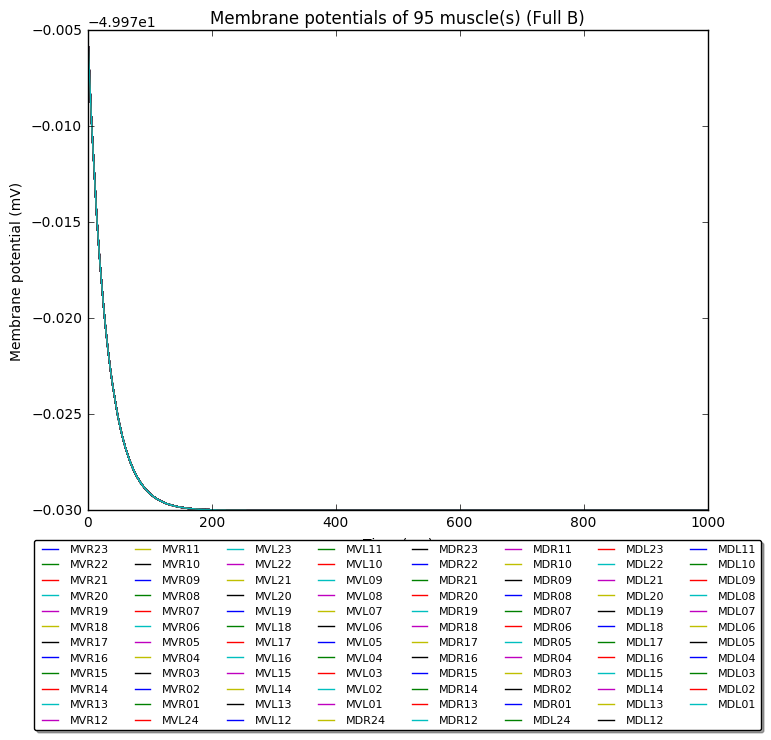 Membrane potentials of 95 muscle(s) (Full B)
−4.997e1
−0.005
−0.010
−0.015
−0.020
−0.025
−0.030
Membrane potential (mV)
0 200 400 600 800 1000
MVR23 MVR11 MVL23 MVL11 MDR23 MDR11 MDL23 MDL11
MVR22 MVR10 MVL22 MVL10 MDR22 MDR10 MDL22 MDL10
MVR21 MVR09 MVL21 MVL09 MDR21 MDR09 MDL21 MDL09
MVR20 MVR08 MVL20 MVL08 MDR20 MDR08 MDL20 MDL08
MVR19 MVR07 MVL19 MVL07 MDR19 MDR07 MDL19 MDL07
MVR18 MVR06 MVL18 MVL06 MDR18 MDR06 MDL18 MDL06
MVR17 MVR05 MVL17 MVL05 MDR17 MDR05 MDL17 MDL05
MVR16 MVR04 MVL16 MVL04 MDR16 MDR04 MDL16 MDL04
MVR15 MVR03 MVL15 MVL03 MDR15 MDR03 MDL15 MDL03
MVR14 MVR02 MVL14 MVL02 MDR14 MDR02 MDL14 MDL02
MVR13 MVR01 MVL13 MVL01 MDR13 MDR01 MDL13 MDL01
MVR12 MVL24 MVL12 MDR24 MDR12 MDL24 MDL12